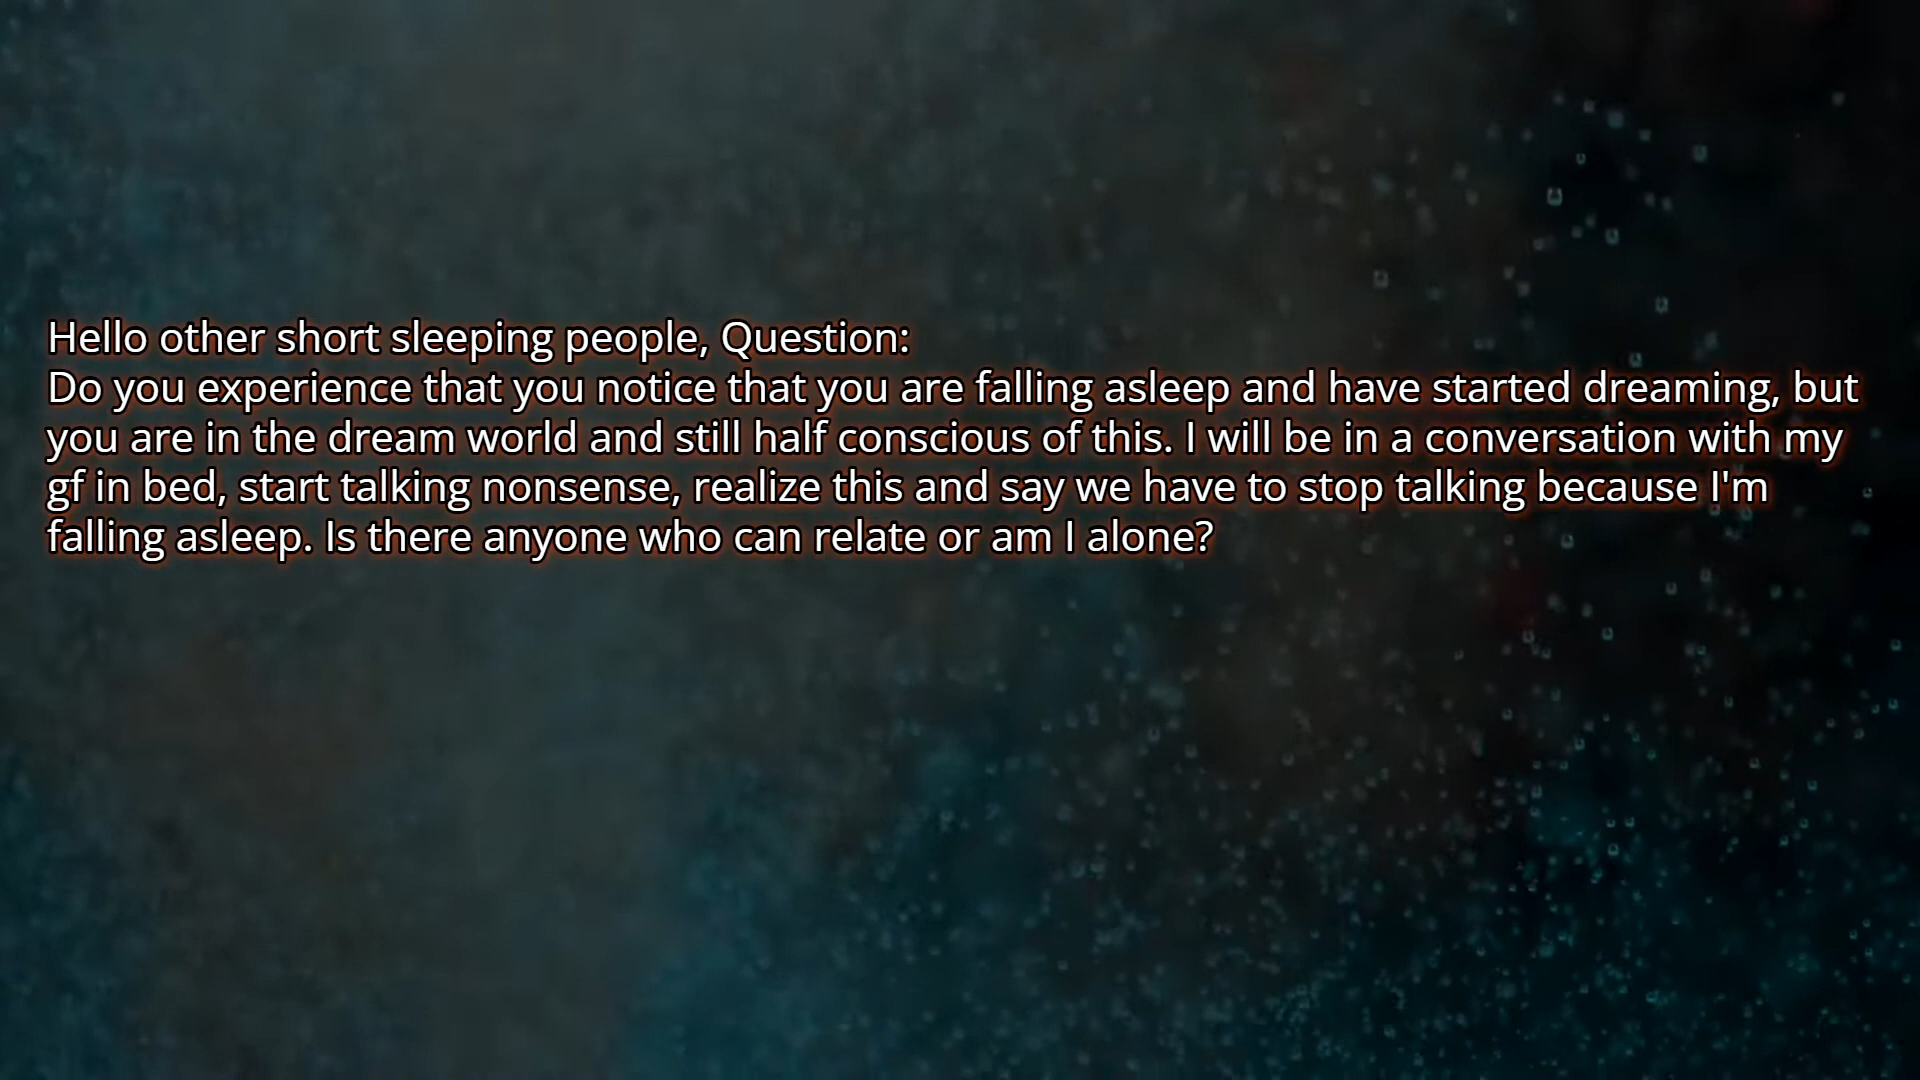 Hello other short sleeping people, Question:
Do you experience that you notice that you are falling asleep and have started dreaming, but
you are in the dream world and still half conscious of this. I will be in a conversation with my
gf in bed, start talking nonsense, realize this and say we have to stop talking because I'm
falling asleep. Is there anyone who can relate or am I alone?